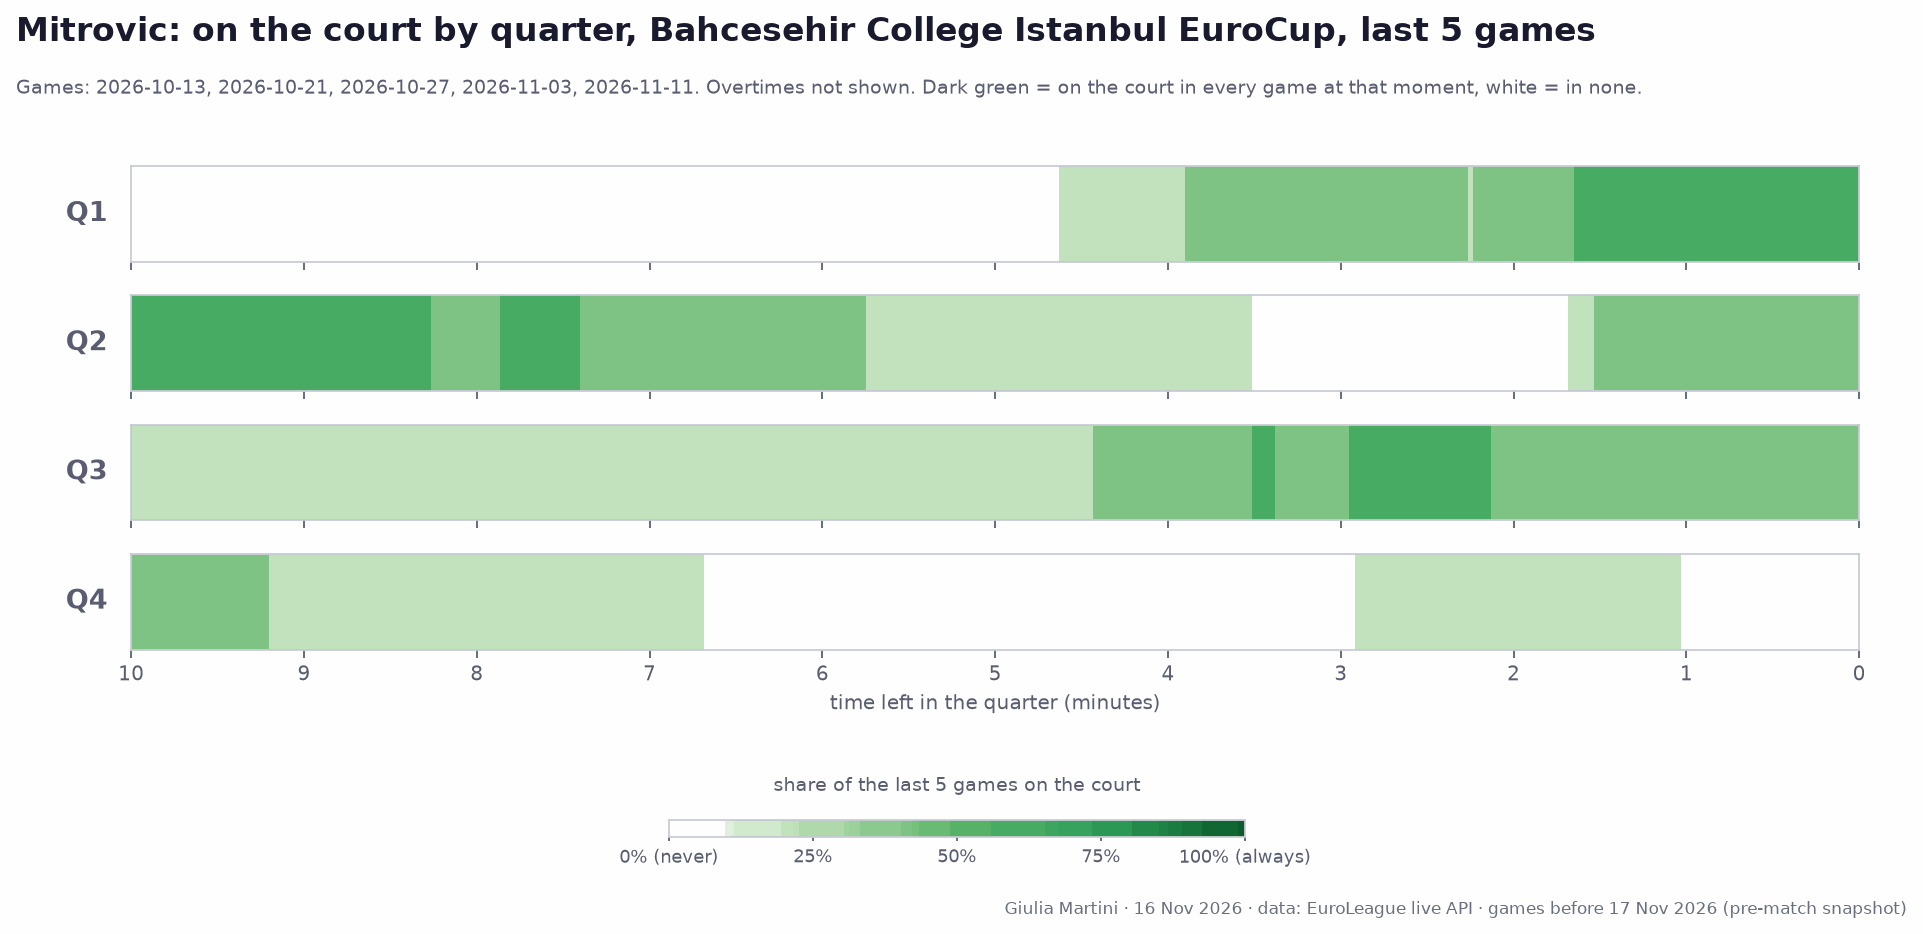 Mitrovic: on the court by quarter, Bahcesehir College Istanbul EuroCup, last 5 games
Games: 2026-10-13, 2026-10-21, 2026-10-27, 2026-11-03, 2026-11-11. Overtimes not shown. Dark green = on the court in every game at that moment, white = in none.
Q1
Q2
Q3
Q4
10 9 8 7 6 5 4 3 2 1 0
time left in the quarter (minutes)
share of the last 5 games on the court
0% (never) 25% 50% 75% 100% (always)
Giulia Martini · 16 Nov 2026 · data: EuroLeague live API · games before 17 Nov 2026 (pre-match snapshot)